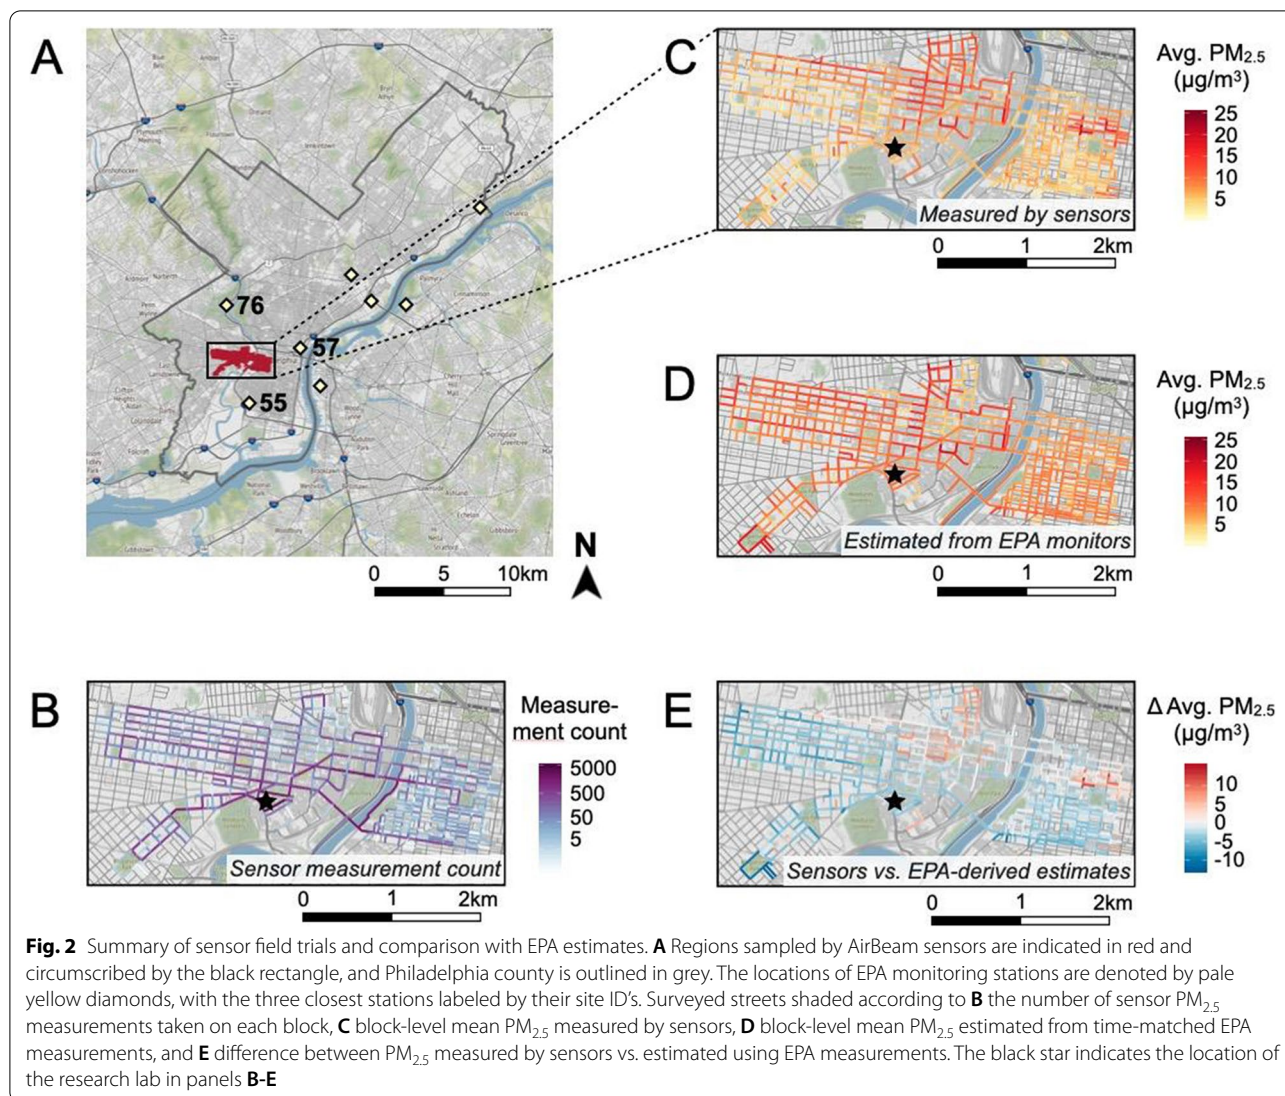 A
76
57
55
N
0 5 10km
C
Avg. PM2.5
(µg/m³)
25
20
15
10
5
Measured by sensors
0 1 2km
D
Avg. PM2.5
(µg/m³)
25
20
15
10
5
Estimated from EPA monitors
0 1 2km
B
Measure-
ment count
5000
500
50
5
Sensor measurement count
0 1 2km
E
Δ Avg. PM2.5
(µg/m³)
10
5
0
-5
-10
Sensors vs. EPA-derived estimates
0 1 2km
Fig. 2 Summary of sensor field trials and comparison with EPA estimates. A Regions sampled by AirBeam sensors are indicated in red and
circumscribed by the black rectangle, and Philadelphia county is outlined in grey. The locations of EPA monitoring stations are denoted by pale
yellow diamonds, with the three closest stations labeled by their site ID's. Surveyed streets shaded according to B the number of sensor PM2.5
measurements taken on each block, C block-level mean PM2.5 measured by sensors, D block-level mean PM2.5 estimated from time-matched EPA
measurements, and E difference between PM2.5 measured by sensors vs. estimated using EPA measurements. The black star indicates the location of
the research lab in panels B-E